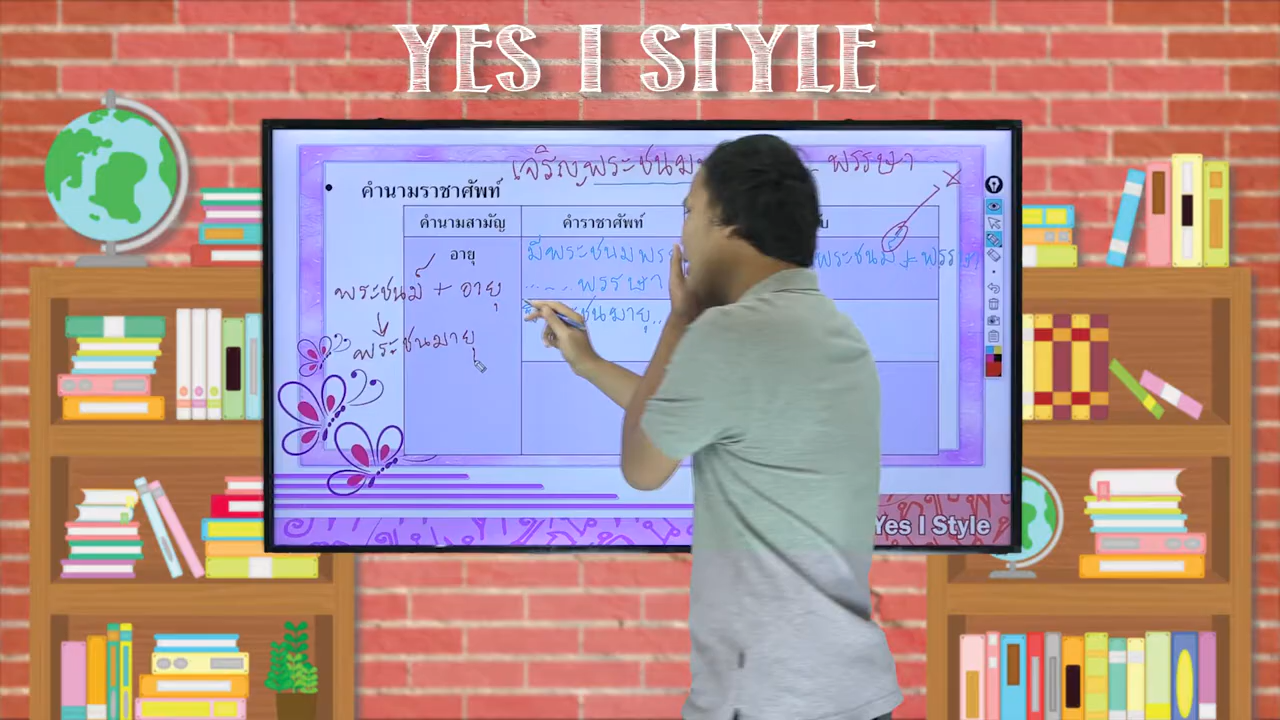 YES I STYLE
เจริญพระชนม พรรษา
คำนามราชาศัพท์
คำนามสามัญ คำราชาศัพท์
อายุ มีพระชนมพรร พระชนม์ + พรรษา
..... พรรษา
พระชนม์ + อายุ
ชนมายุ..
พระชนมายุ
Yes I Style